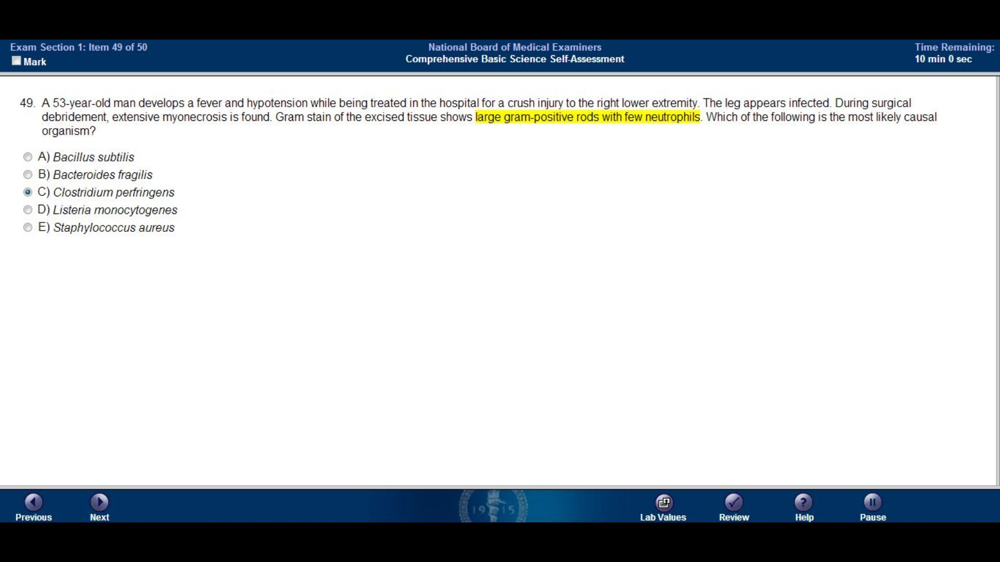 Exam Section 1: Item 49 of 50
National Board of Medical Examiners
Time Remaining:
Mark
Comprehensive Basic Science Self-Assessment
10 min 0 sec
49. A 53-year-old man develops a fever and hypotension while being treated in the hospital for a crush injury to the right lower extremity. The leg appears infected. During surgical
debridement, extensive myonecrosis is found. Gram stain of the excised tissue shows large gram-positive rods with few neutrophils. Which of the following is the most likely causal
organism?
A) Bacillus subtilis
B) Bacteroides fragilis
C) Clostridium perfringens
D) Listeria monocytogenes
E) Staphylococcus aureus
1915
Previous
Next
Lab Values
Review
Help
Pause